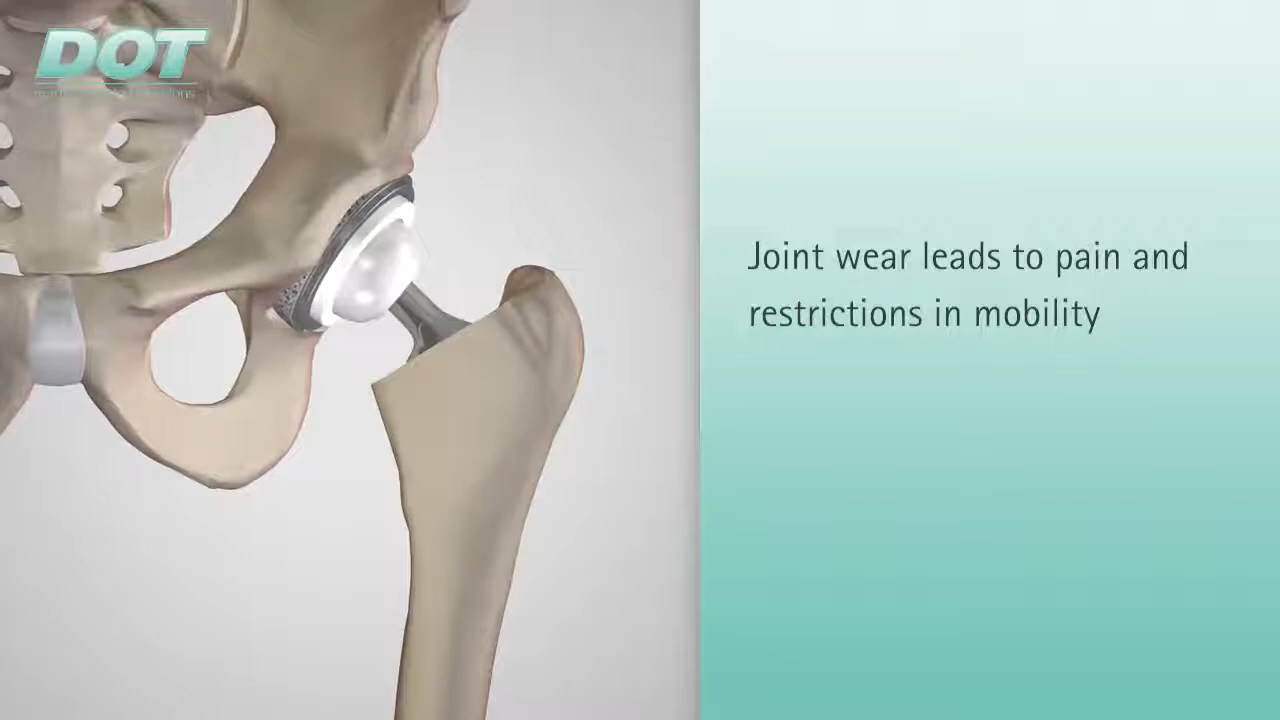 DOT
Joint wear leads to pain and
restrictions in mobility